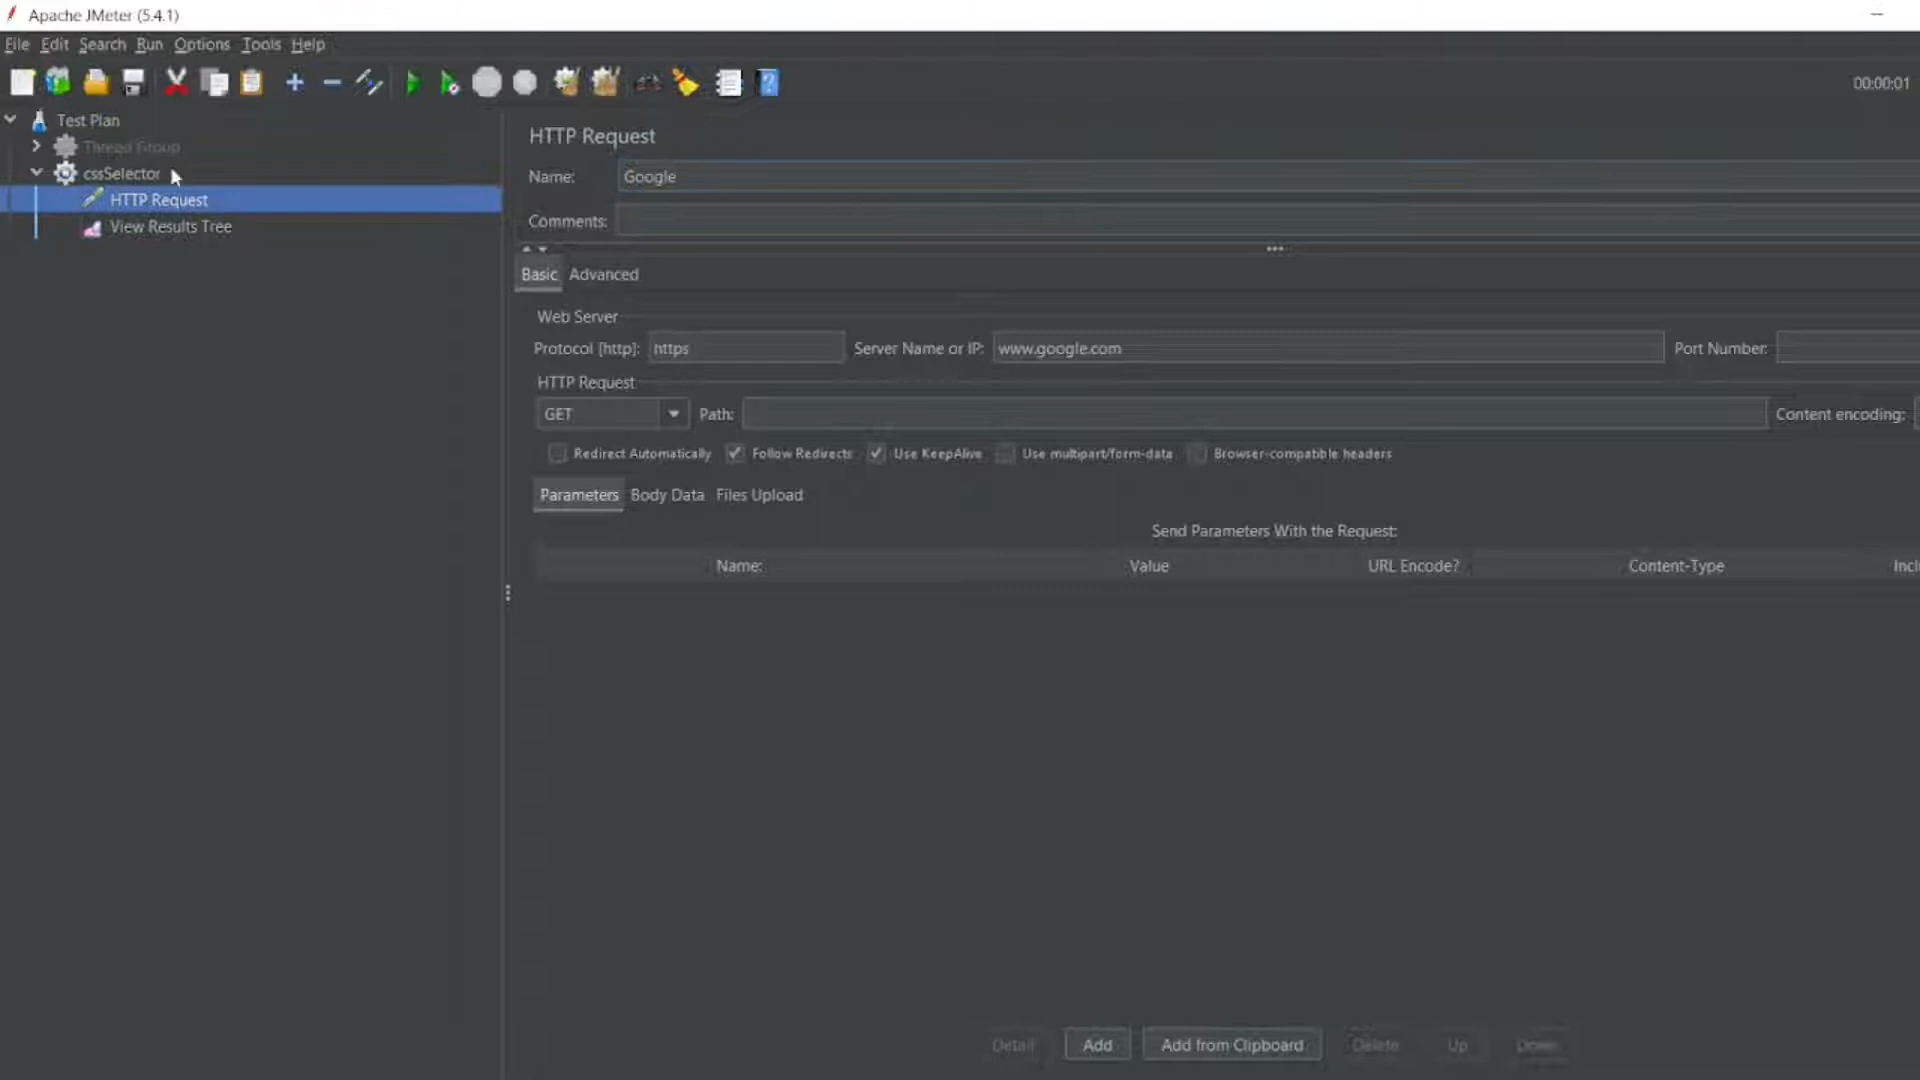 Apache JMeter (5.4.1)
File Edit Search Run Options Tools Help
00:00:01
Test Plan
Thread Group
cssSelector
HTTP Request
View Results Tree
HTTP Request
Name: Google
Comments:
Basic Advanced
Web Server
Protocol [http]: https Server Name or IP: www.google.com Port Number:
HTTP Request
GET Path: Content encoding:
Redirect Automatically Follow Redirects Use KeepAlive Use multipart/form-data Browser-compatible headers
Parameters Body Data Files Upload
Send Parameters With the Request:
Name: Value URL Encode? Content-Type Incl
Detail Add Add from Clipboard Delete Up Down